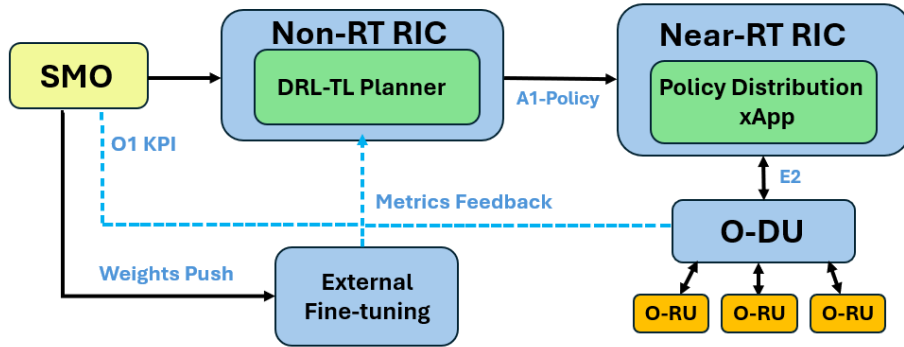 Non-RT RIC
Near-RT RIC
SMO
DRL-TL Planner
A1-Policy
Policy Distribution
xApp
O1 KPI
E2
Metrics Feedback
O-DU
Weights Push
External
Fine-tuning
O-RU
O-RU
O-RU